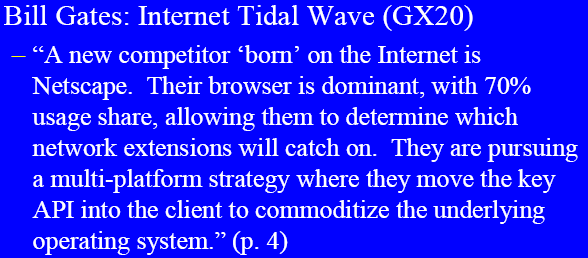 Bill Gates: Internet Tidal Wave (GX20)
– “A new competitor ‘born’ on the Internet is
Netscape.  Their browser is dominant, with 70%
usage share, allowing them to determine which
network extensions will catch on.  They are pursuing
a multi-platform strategy where they move the key
API into the client to commoditize the underlying
operating system.” (p. 4)